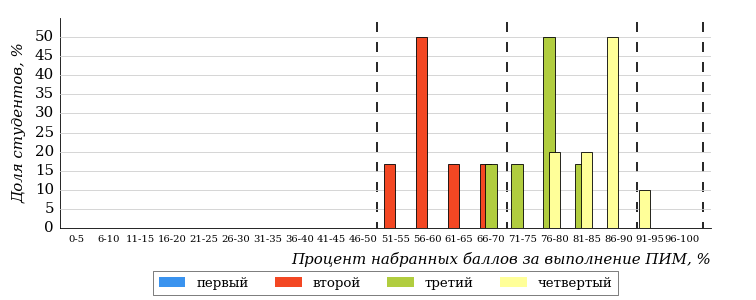 50
45
40
35
30
25
20
15
10
5
0
Доля студентов, %
0-5 6-10 11-15 16-20 21-25 26-30 31-35 36-40 41-45 46-50 51-55 56-60 61-65 66-70 71-75 76-80 81-85 86-90 91-95 96-100
Процент набранных баллов за выполнение ПИМ, %
первый второй третий четвертый